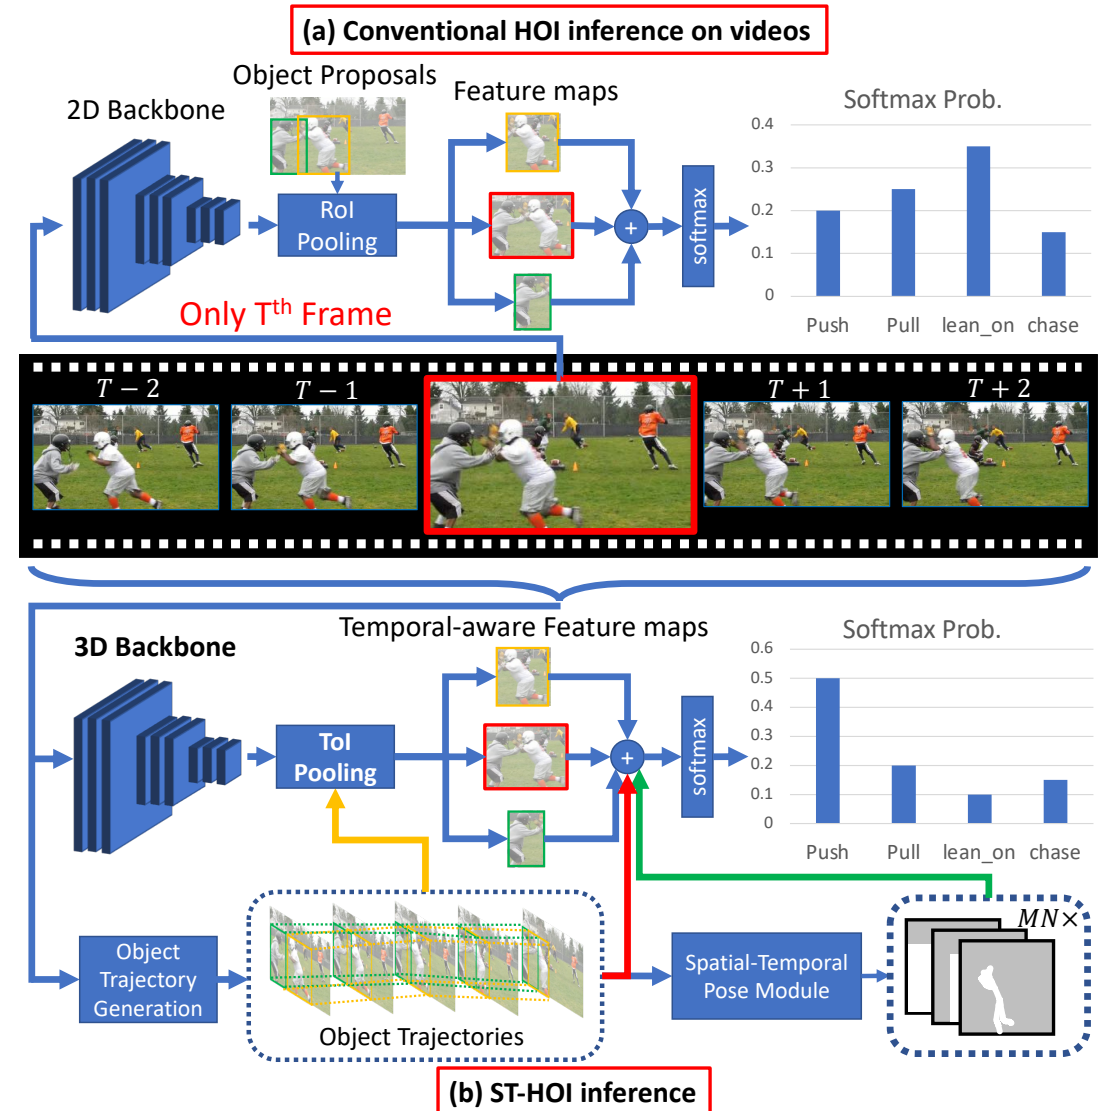 (a) Conventional HOI inference on videos
Object Proposals
2D Backbone
Feature maps
Softmax Prob.
RoI
Pooling
+
softmax
0.4
0.3
0.2
0.1
0
Push
Pull
lean_on
chase
Only Tth Frame
T − 2
T − 1
T + 1
T + 2
3D Backbone
Temporal-aware Feature maps
Softmax Prob.
ToI
Pooling
+
softmax
0.6
0.5
0.4
0.3
0.2
0.1
0
Push
Pull
lean_on
chase
Object
Trajectory
Generation
Object Trajectories
Spatial-Temporal
Pose Module
MN×
(b) ST-HOI inference